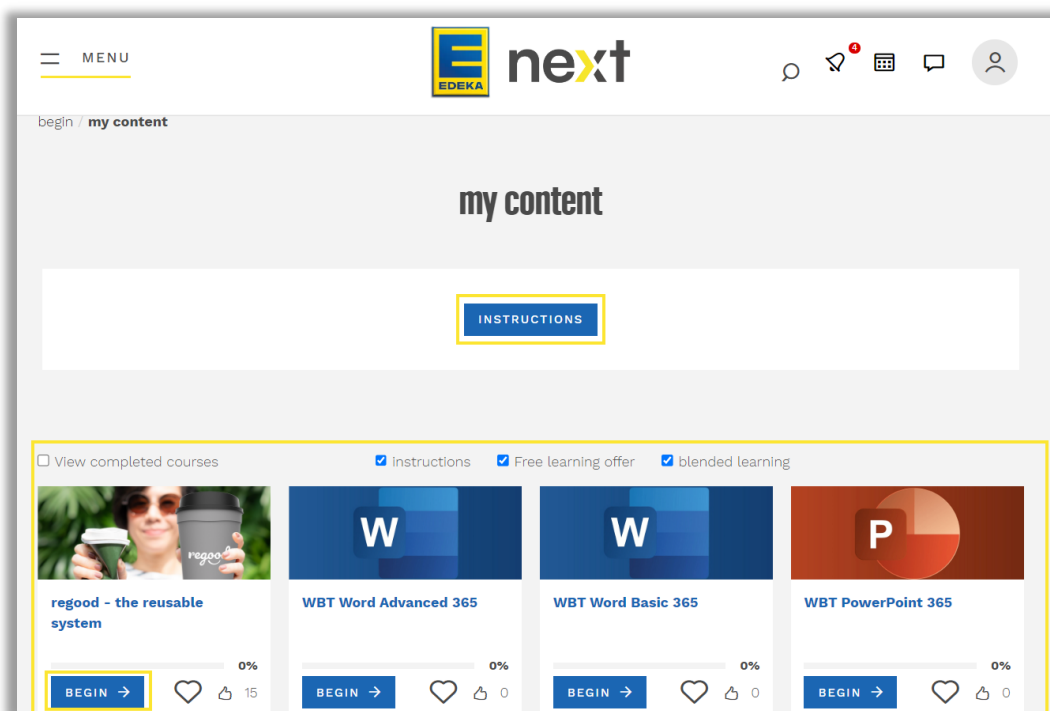 MENU
E
EDEKA
next
4
begin / my content
my content
INSTRUCTIONS
View completed courses
instructions
Free learning offer
blended learning
regood
W
W
P
regood - the reusable
system
WBT Word Advanced 365
WBT Word Basic 365
WBT PowerPoint 365
0%
0%
0%
0%
BEGIN →
15
BEGIN →
0
BEGIN →
0
BEGIN →
0